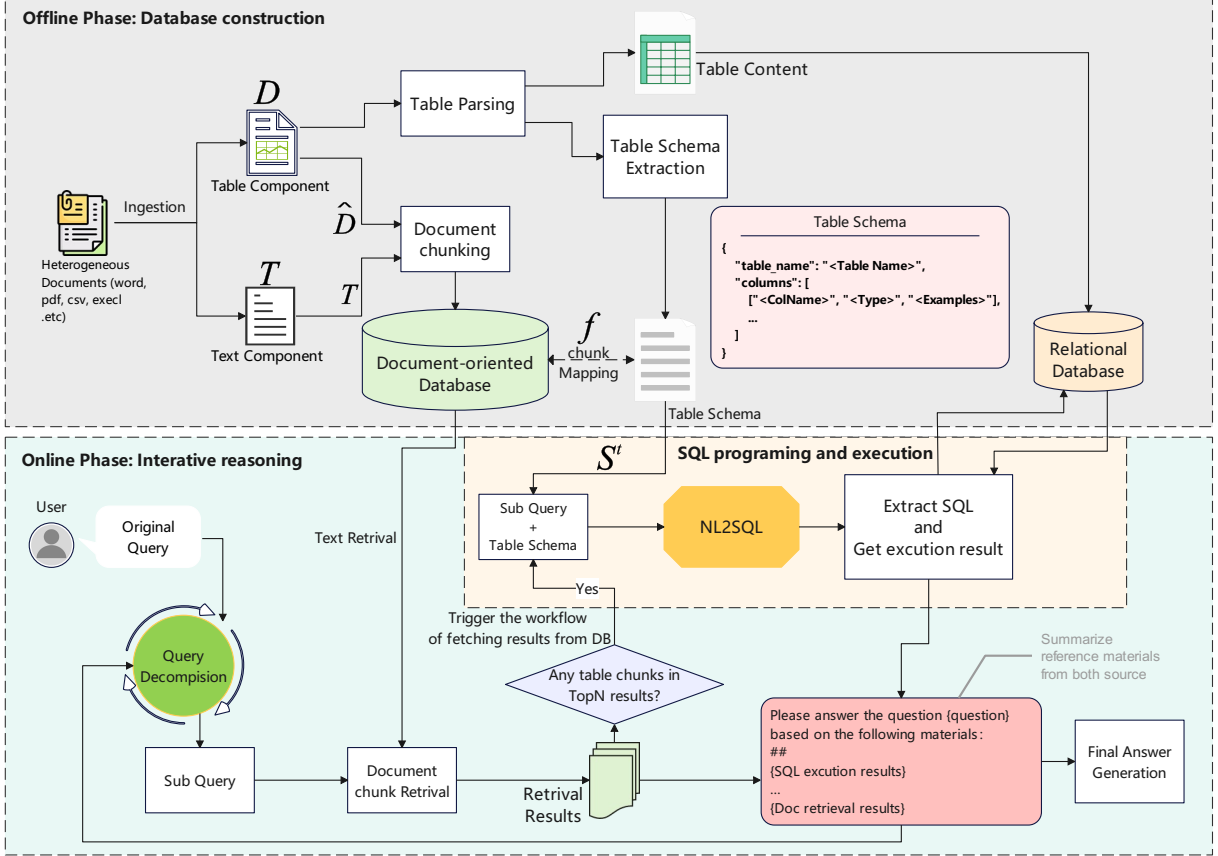 Offline Phase: Database construction
D
Table Component
Ingestion
Heterogeneous
Documents (word,
pdf, csv, execl
.etc)
T
Text Component
D̂
T
Table Parsing
Document
chunking
Table Content
Table Schema
Extraction
Table Schema
{
"table_name": "<Table Name>",
"columns": [
["<ColName>", "<Type>", "<Examples>"],
...
]
}
Document-oriented
Database
f
chunk
Mapping
Table Schema
Relational
Database
Online Phase: Interative reasoning
User
Original
Query
Query
Decompision
Sub Query
Text Retrival
Document
chunk Retrival
Retrival
Results
SQL programing and execution
Sᵗ
Sub Query
+
Table Schema
NL2SQL
Extract SQL
and
Get excution result
Yes
Trigger the workflow
of fetching results from DB
Any table chunks in
TopN results?
Summarize
reference materials
from both source
Please answer the question {question}
based on the following materials:
##
{SQL excution results}
...
{Doc retrieval results}
Final Answer
Generation